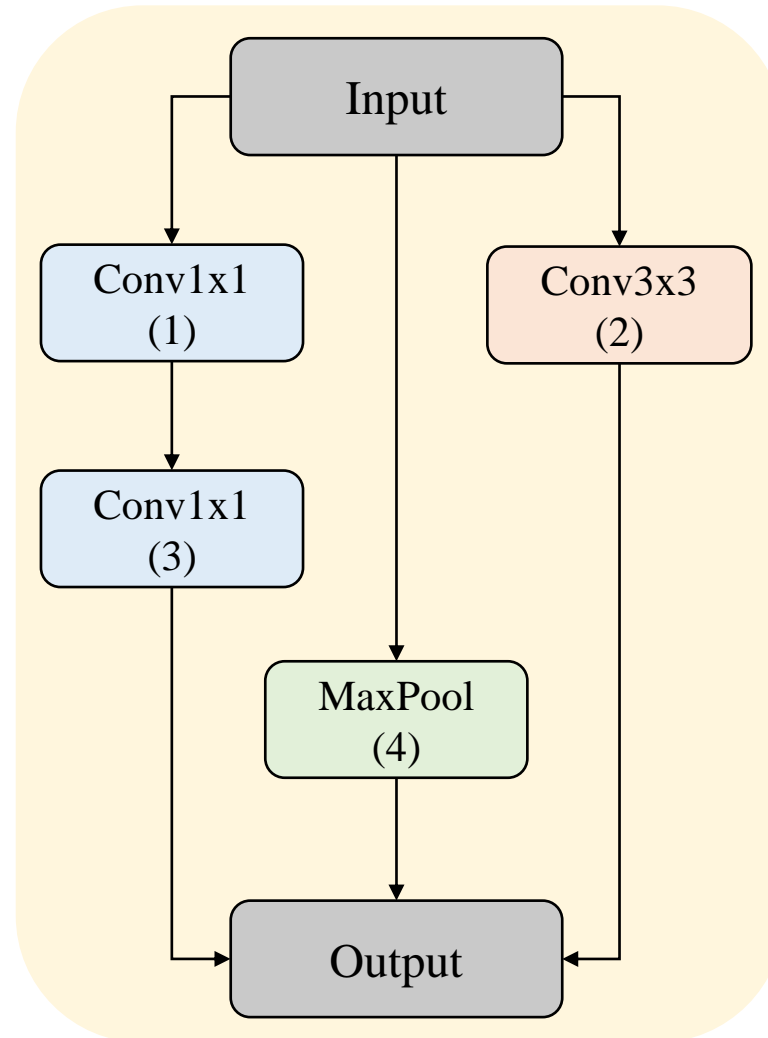 Input
Conv1x1
(1)
Conv3x3
(2)
Conv1x1
(3)
MaxPool
(4)
Output